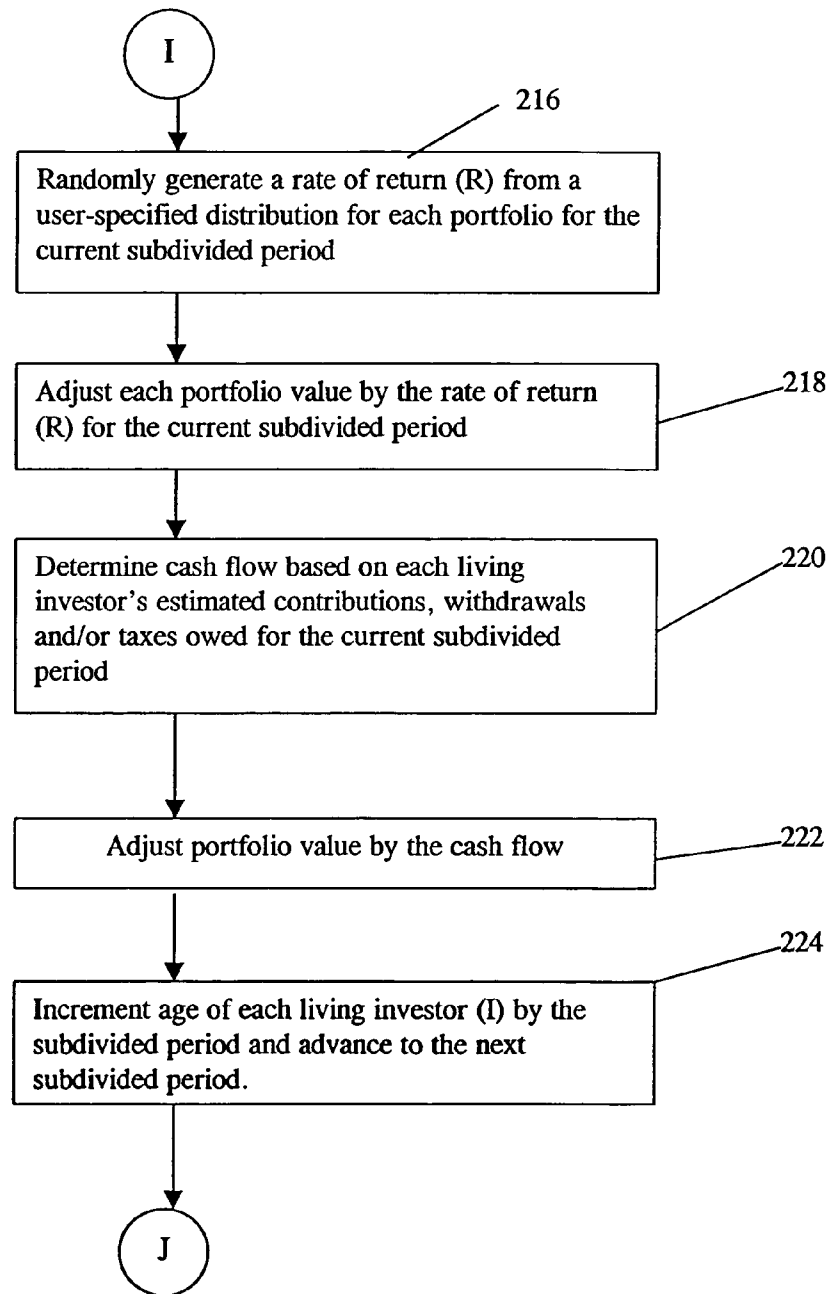 I
216
Randomly generate a rate of return (R) from a
user-specified distribution for each portfolio for the
current subdivided period
Adjust each portfolio value by the rate of return
(R) for the current subdivided period
218
Determine cash flow based on each living
investor's estimated contributions, withdrawals
and/or taxes owed for the current subdivided
period
220
Adjust portfolio value by the cash flow
222
224
Increment age of each living investor (I) by the
subdivided period and advance to the next
subdivided period.
J